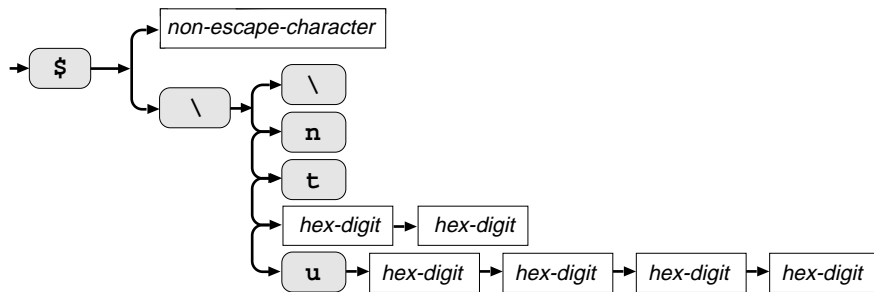 non-escape-character
$
\
\
n
t
hex-digit hex-digit
u hex-digit hex-digit hex-digit hex-digit